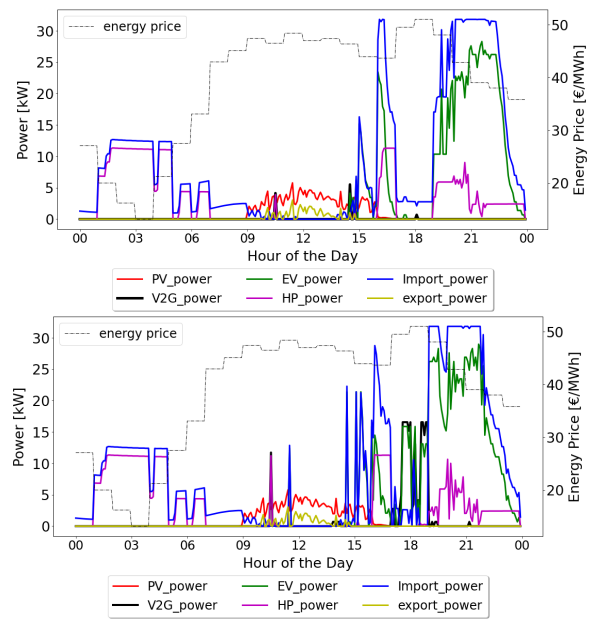 energy price
Power [kW]
30
25
20
15
10
5
0
50
40
30
20
Energy Price [€/MWh]
00 03 06 09 12 15 18 21 00
Hour of the Day
PV_power EV_power Import_power
V2G_power HP_power export_power
energy price
Power [kW]
30
25
20
15
10
5
0
50
40
30
20
Energy Price [€/MWh]
00 03 06 09 12 15 18 21 00
Hour of the Day
PV_power EV_power Import_power
V2G_power HP_power export_power